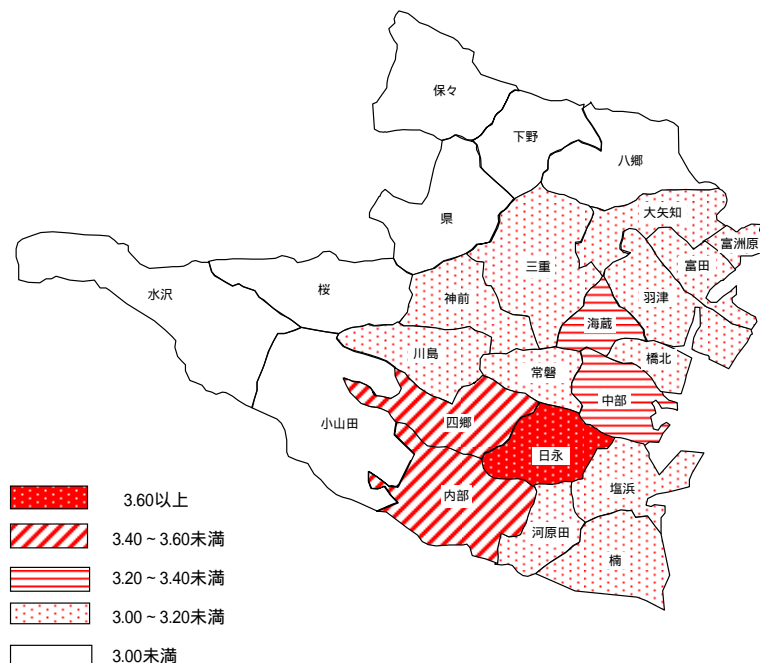 保々
下野
八郷
県
大矢知
富洲原
三重
富田
水沢
桜
神前
羽津
海蔵
川島
常磐
橋北
中部
小山田
四郷
日永
内部
塩浜
河原田
楠
3.60以上
3.40～3.60未満
3.20～3.40未満
3.00～3.20未満
3.00未満